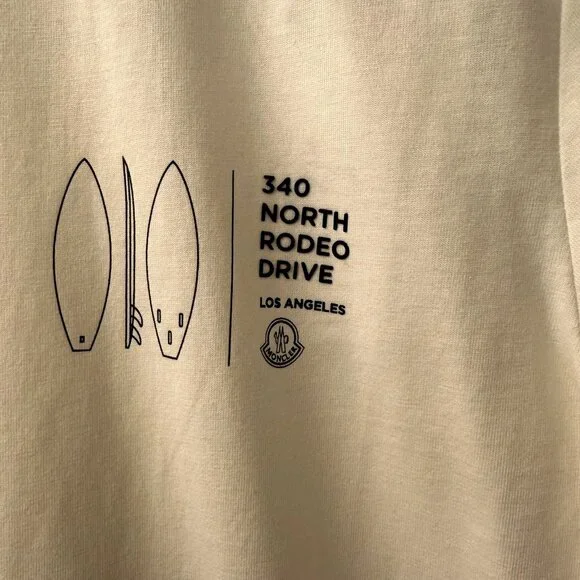 340
NORTH
RODEO
DRIVE
LOS ANGELES
MONCLER